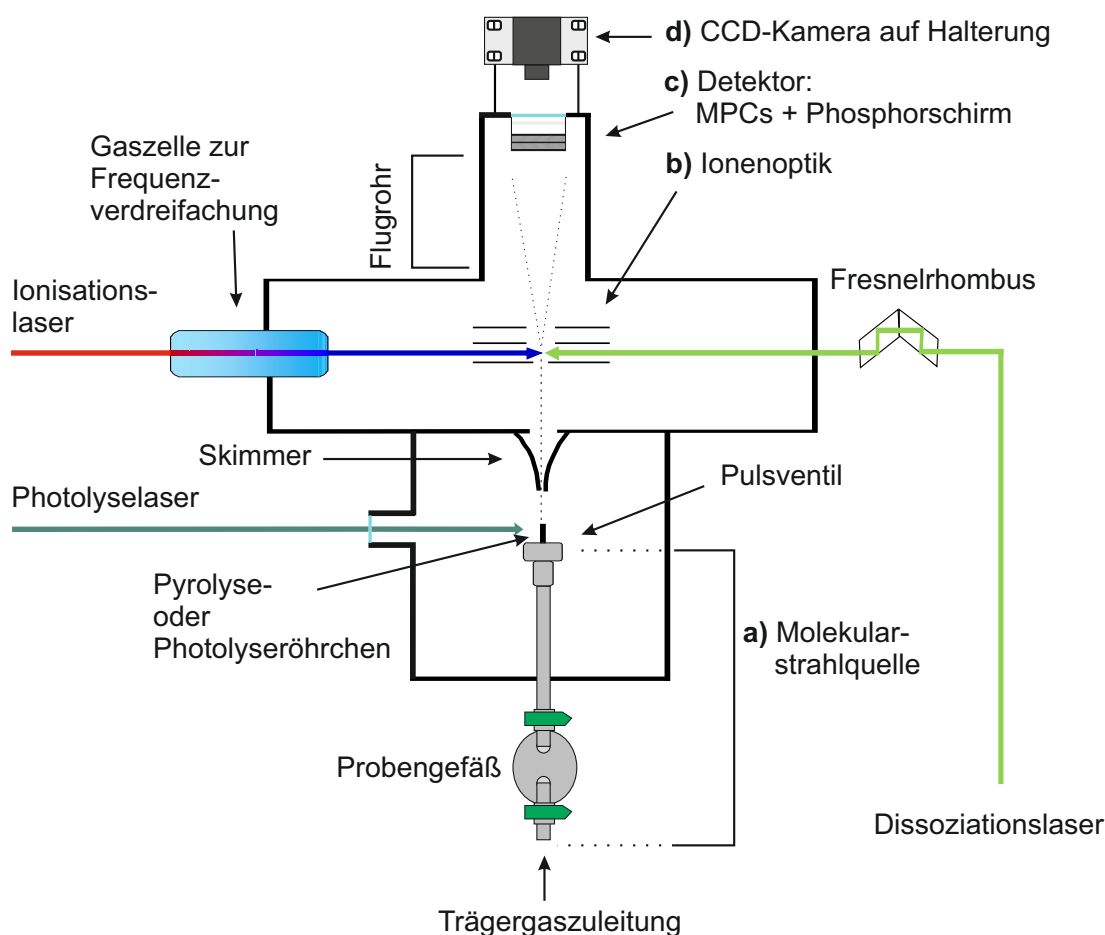 d) CCD-Kamera auf Halterung
c) Detektor:
MPCs + Phosphorschirm
b) Ionenoptik
Gaszelle zur
Frequenz-
verdreifachung
Flugrohr
Ionisations-
laser
Fresnelrhombus
Skimmer
Pulsventil
Photolyselaser
Pyrolyse-
oder
Photolyseröhrchen
a) Molekular-
strahlquelle
Probengefäß
Dissoziationslaser
Trägergaszuleitung